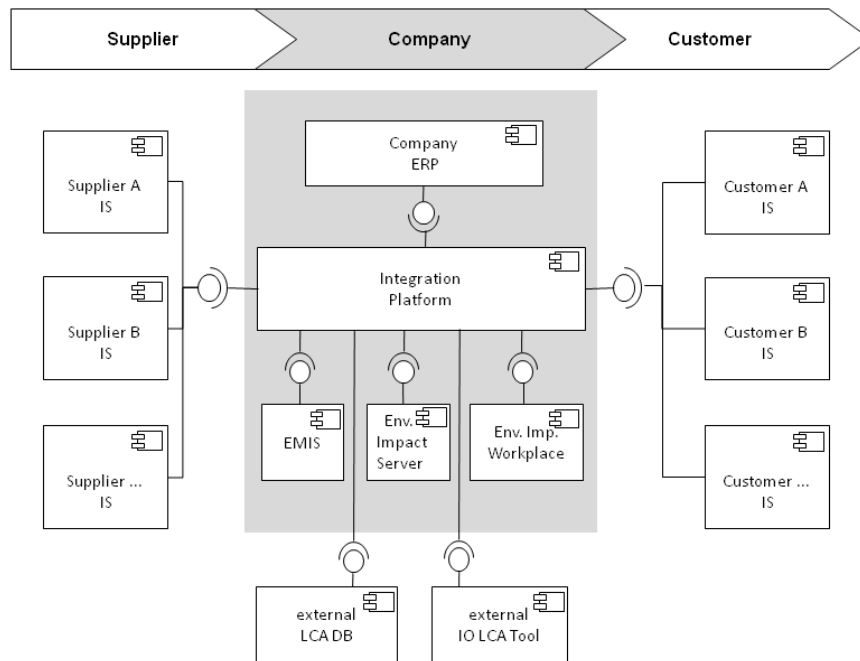 Supplier
Company
Customer
Company
ERP
Supplier A
IS
Customer A
IS
Integration
Platform
Supplier B
IS
Customer B
IS
EMIS
Env.
Impact
Server
Env. Imp.
Workplace
Supplier ...
IS
Customer ...
IS
external
LCA DB
external
IO LCA Tool